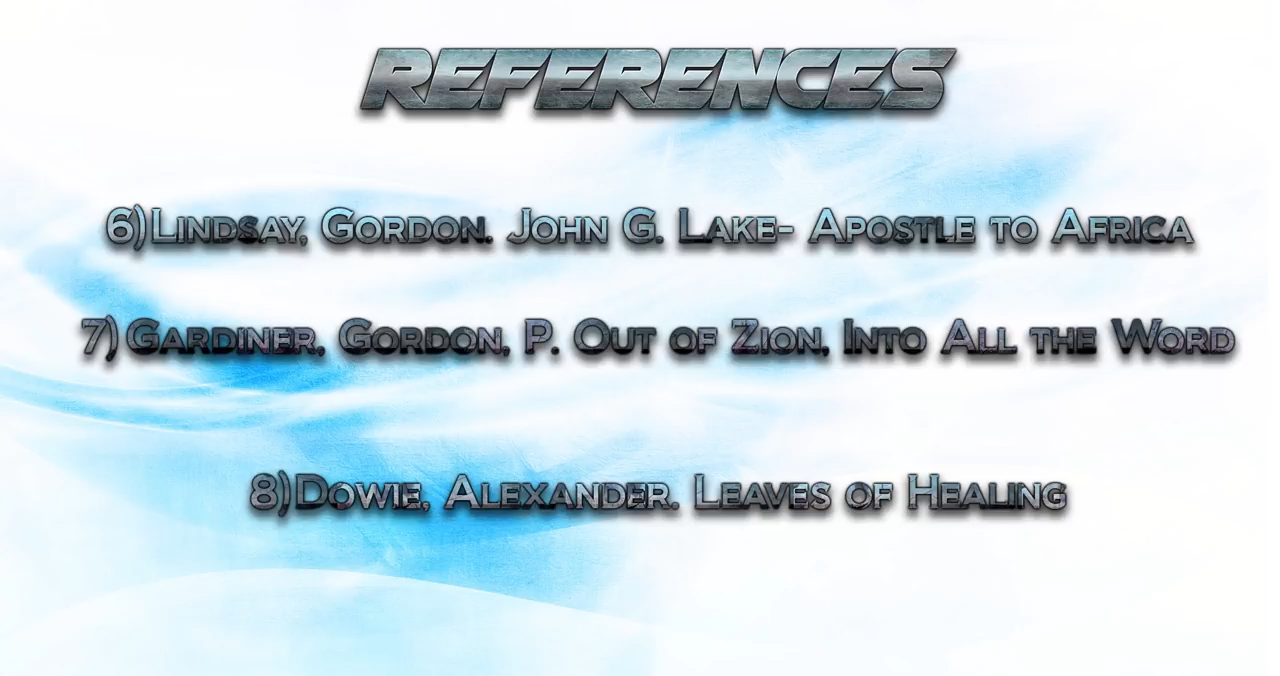 REFERENCES
6)Lindsay, Gordon. John G. Lake- Apostle to Africa
7) Gardiner, Gordon, P. Out of Zion, Into All the Word
8)Dowie, Alexander. Leaves of Healing